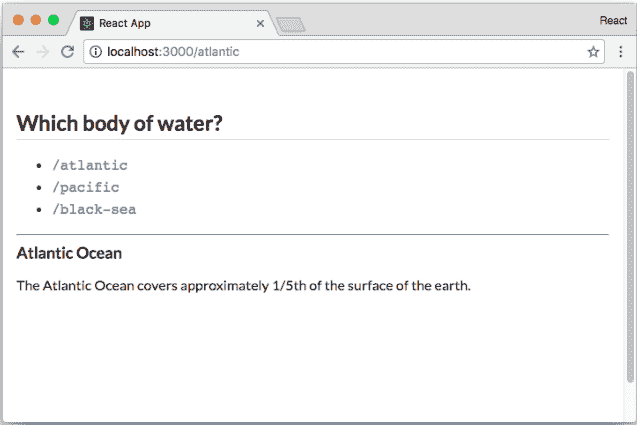 React App
React
localhost:3000/atlantic
Which body of water?
/atlantic
/pacific
/black-sea
Atlantic Ocean
The Atlantic Ocean covers approximately 1/5th of the surface of the earth.